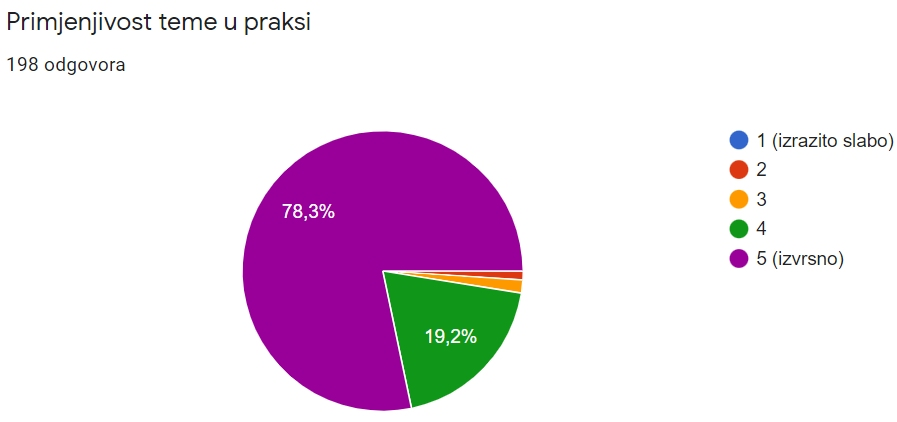 Primjenjivost teme u praksi
198 odgovora
1 (izrazito slabo)
2
3
4
5 (izvrsno)
78,3%
19,2%